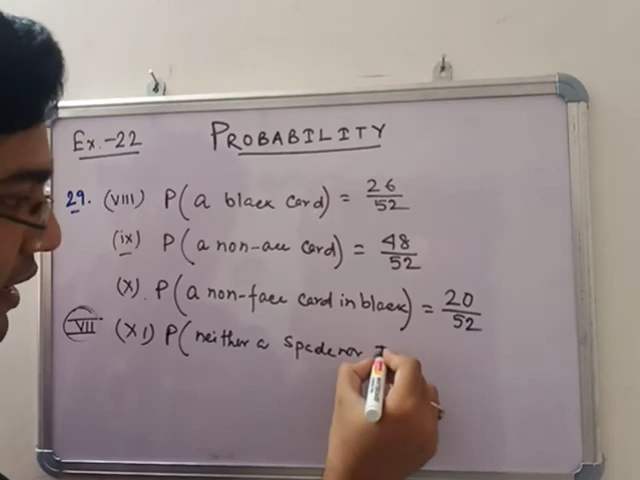 Ex.-22 PROBABILITY
29. (VIII) P(a black card) = 26/52
(ix) P(a non-ace card) = 48/52
(X). P(a non-face card in black) = 20/52
VII (XI) P(neither a spade nor